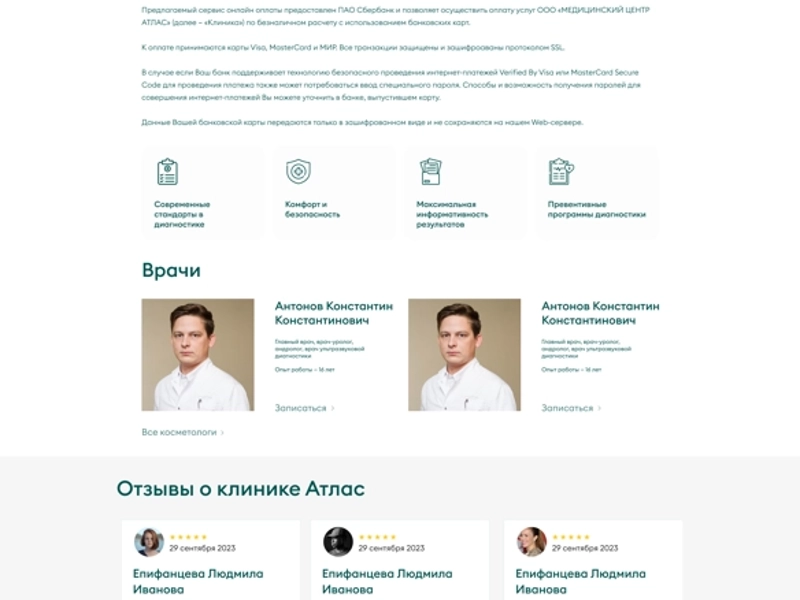 Предлагаемый сервис онлайн оплаты предоставлен ПАО Сбербанк и позволяет осуществить оплату услуг ООО «МЕДИЦИНСКИЙ ЦЕНТР
АТЛАС» (далее – «Клиника») по безналичному расчету с использованием банковских карт.
К оплате принимаются карты Visa, MasterCard и МИР. Все транзакции защищены и зашифрованы протоколом SSL.
В случае если Ваш банк поддерживает технологию безопасного проведения интернет-платежей Verified By Visa или MasterCard Secure
Code для проведения платежа также может потребоваться ввод специального пароля. Способы и возможность получения паролей для
совершения интернет-платежей Вы можете уточнить в банке, выпустившем карту.
Данные Вашей банковской карты передаются только в зашифрованном виде и не сохраняются на нашем Web-сервере.
Современные
стандарты в
диагностике
Комфорт и
безопасность
Максимальная
информативность
результатов
Превентивные
программы диагностики
Врачи
Антонов Константин
Константинович
Главный врач, врач-уролог,
андролог, врач ультразвуковой
диагностики
Опыт работы – 16 лет
Записаться
Антонов Константин
Константинович
Главный врач, врач-уролог,
андролог, врач ультразвуковой
диагностики
Опыт работы – 16 лет
Записаться
Все косметологи
Отзывы о клинике Атлас
29 сентября 2023
Епифанцева Людмила
Иванова
29 сентября 2023
Епифанцева Людмила
Иванова
29 сентября 2023
Епифанцева Людмила
Иванова